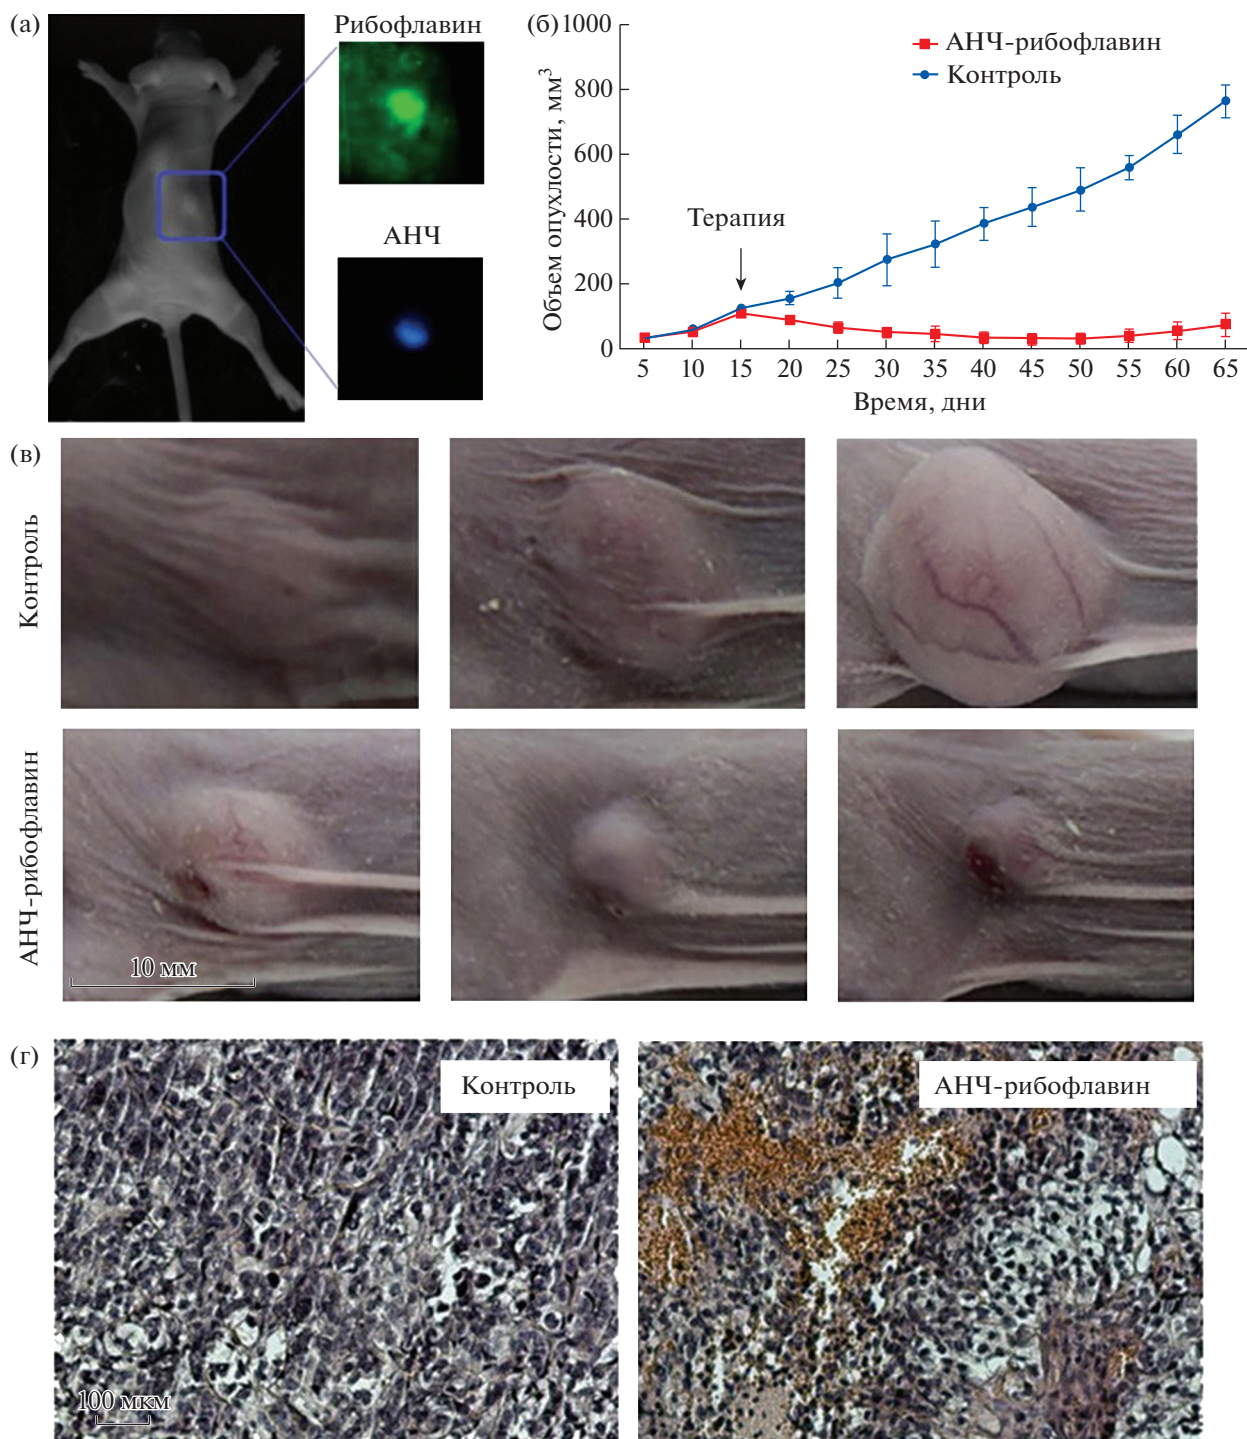 (а)
Рибофлавин
АНЧ
(б)
1000
800
600
400
200
0
Объем опухлости, мм³
АНЧ-рибофлавин
Контроль
Терапия
5 10 15 20 25 30 35 40 45 50 55 60 65
Время, дни
(в)
Контроль
АНЧ-рибофлавин
10 мм
(г)
Контроль
АНЧ-рибофлавин
100 мкм